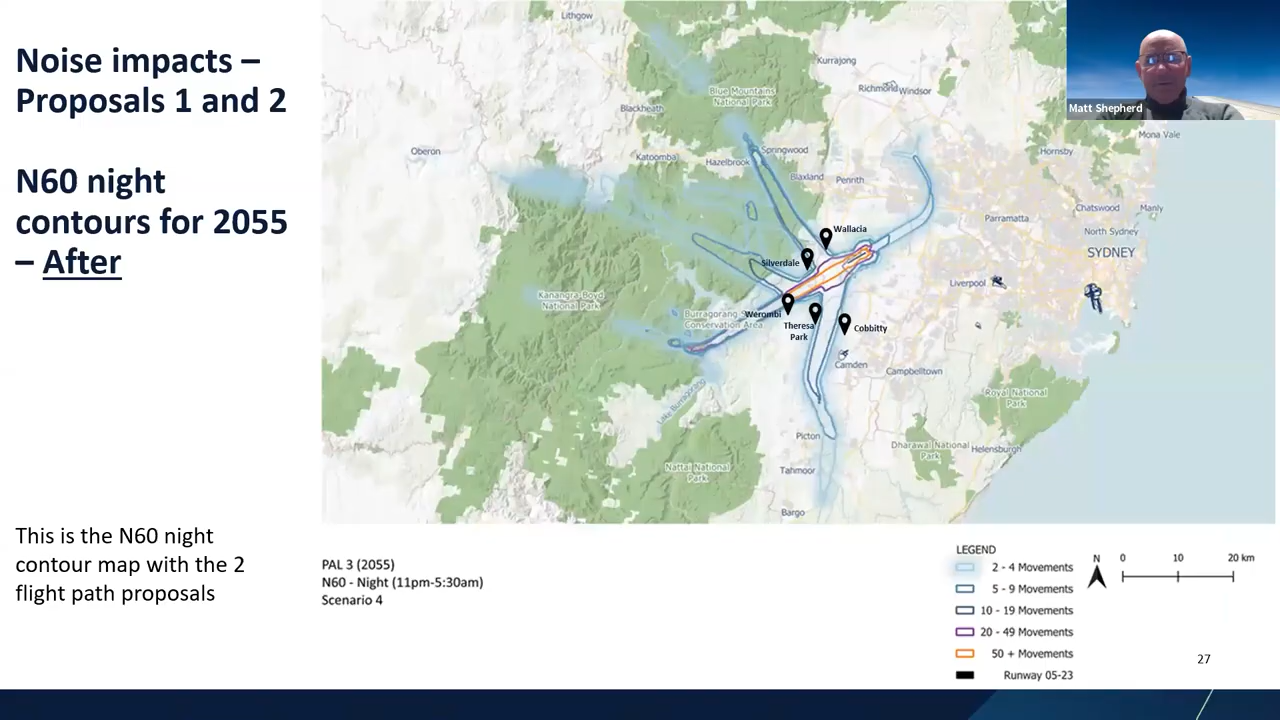 Noise impacts –
Proposals 1 and 2
N60 night
contours for 2055
– After
This is the N60 night
contour map with the 2
flight path proposals
Lithgow
Kurrajong
Richmond
Windsor
Blue Mountains
National Park
Blackheath
Mona Vale
Oberon
Katoomba
Springwood
Hazelbrook
Hornsby
Blaxland
Penrith
Chatswood
Manly
Parramatta
North Sydney
Wallacia
SYDNEY
Silverdale
Liverpool
Kanangra-Boyd
National Park
Burragorang
Conservation Area
Werombi
Theresa
Park
Cobbitty
Camden
Campbelltown
Lake Burragorang
Royal National
Park
Picton
Dharawal National
Park
Helensburgh
Nattai National
Park
Tahmoor
Bargo
Matt Shepherd
PAL 3 (2055)
N60 - Night (11pm-5:30am)
Scenario 4
LEGEND
2 - 4 Movements
5 - 9 Movements
10 - 19 Movements
20 - 49 Movements
50 + Movements
Runway 05-23
N
0 10 20 km
27